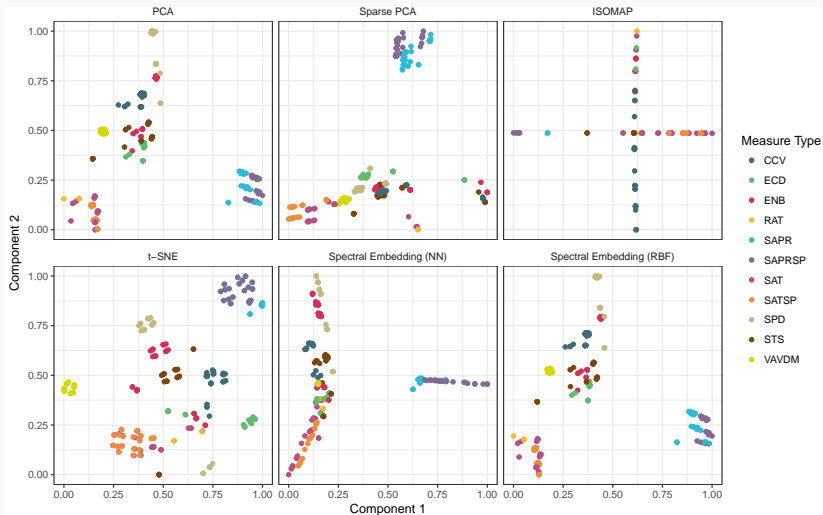 PCA
Sparse PCA
ISOMAP
1.00
0.75
0.50
0.25
0.00
t−SNE
Spectral Embedding (NN)
Spectral Embedding (RBF)
1.00
0.75
0.50
0.25
0.00
0.00 0.25 0.50 0.75 1.00
0.00 0.25 0.50 0.75 1.00
0.00 0.25 0.50 0.75 1.00
Component 1
Component 2
Measure Type
CCV
ECD
ENB
RAT
SAPR
SAPRSP
SAT
SATSP
SPD
STS
VAVDM